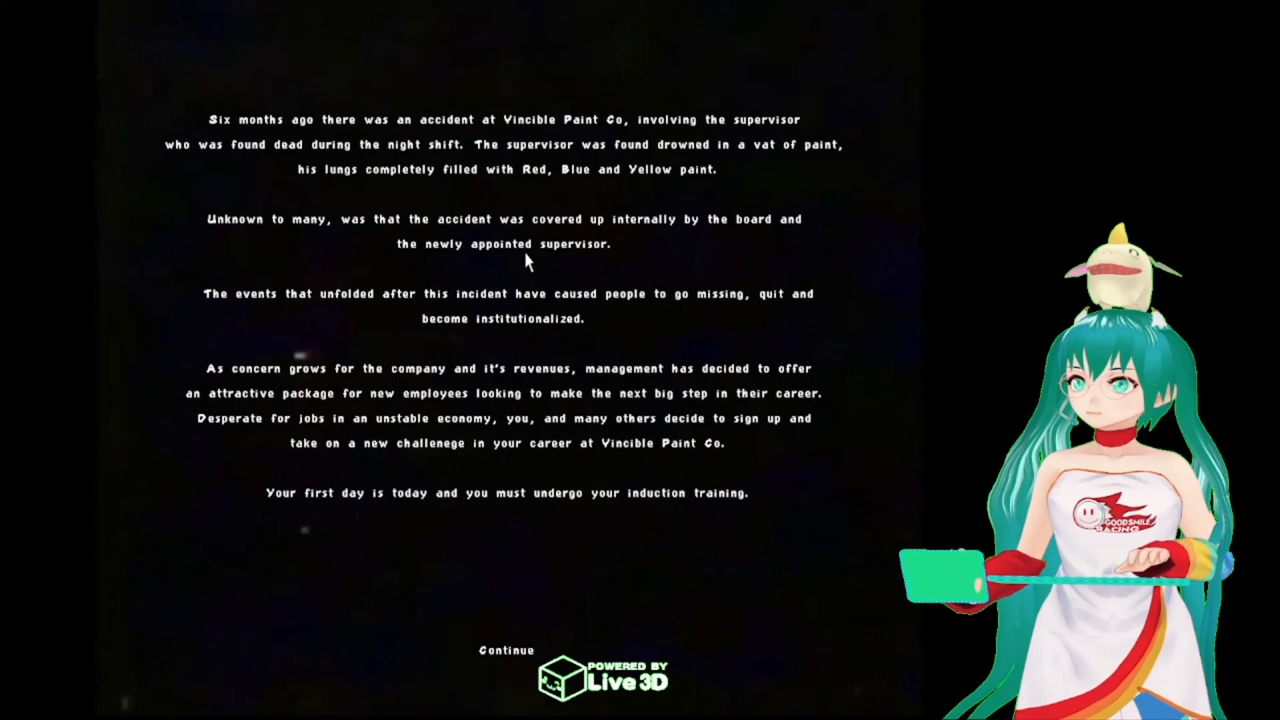 Six months ago there was an accident at Vincible Paint Co, involving the supervisor
who was found dead during the night shift. The supervisor was found drowned in a vat of paint,
his lungs completely filled with Red, Blue and Yellow paint.
Unknown to many, was that the accident was covered up internally by the board and
the newly appointed supervisor.
The events that unfolded after this incident have caused people to go missing, quit and
become institutionalized.
As concern grows for the company and it's revenues, management has decided to offer
an attractive package for new employees looking to make the next big step in their career.
Desperate for jobs in an unstable economy, you, and many others decide to sign up and
take on a new challenege in your career at Vincible Paint Co.
Your first day is today and you must undergo your induction training.
Continue
POWERED BY
Live 3D
GOODSMILE
RACING